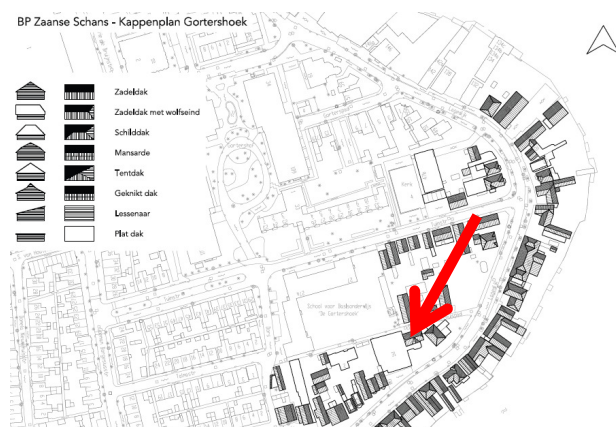 BP Zaanse Schans - Kappenplan Gortershoek
Zadeldak
Zadeldak met wolfseind
Schilddak
Mansarde
Tentdak
Geknikt dak
Lessenaar
Plat dak
School voor Basisonderwijs
"De Gortershoek"